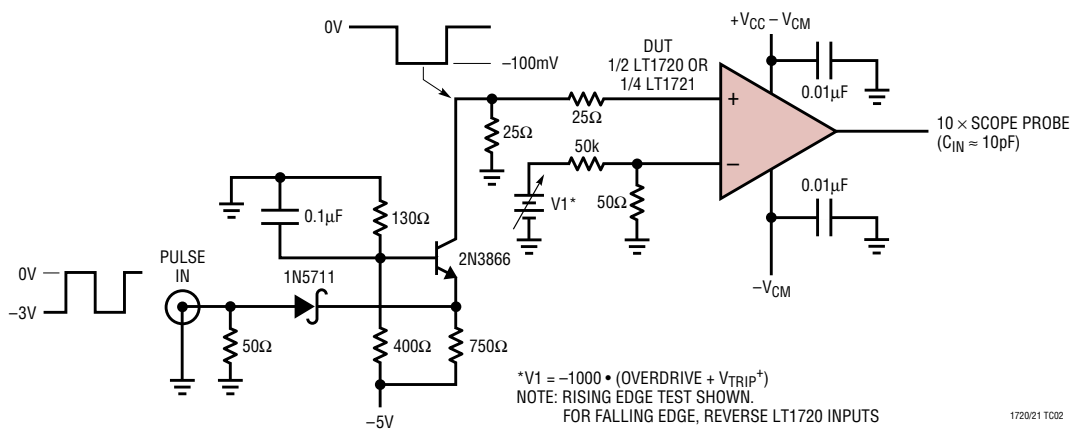 0V
–100mV
+VCC – VCM
DUT
1/2 LT1720 OR
1/4 LT1721
0.01µF
+
25Ω
25Ω
50k
–
10 × SCOPE PROBE
(CIN ≈ 10pF)
0.01µF
V1*
50Ω
0.1µF
130Ω
2N3866
–VCM
PULSE
IN
0V
–3V
1N5711
50Ω
400Ω
750Ω
–5V
*V1 = –1000 • (OVERDRIVE + VTRIP+)
NOTE: RISING EDGE TEST SHOWN.
FOR FALLING EDGE, REVERSE LT1720 INPUTS
1720/21 TC02